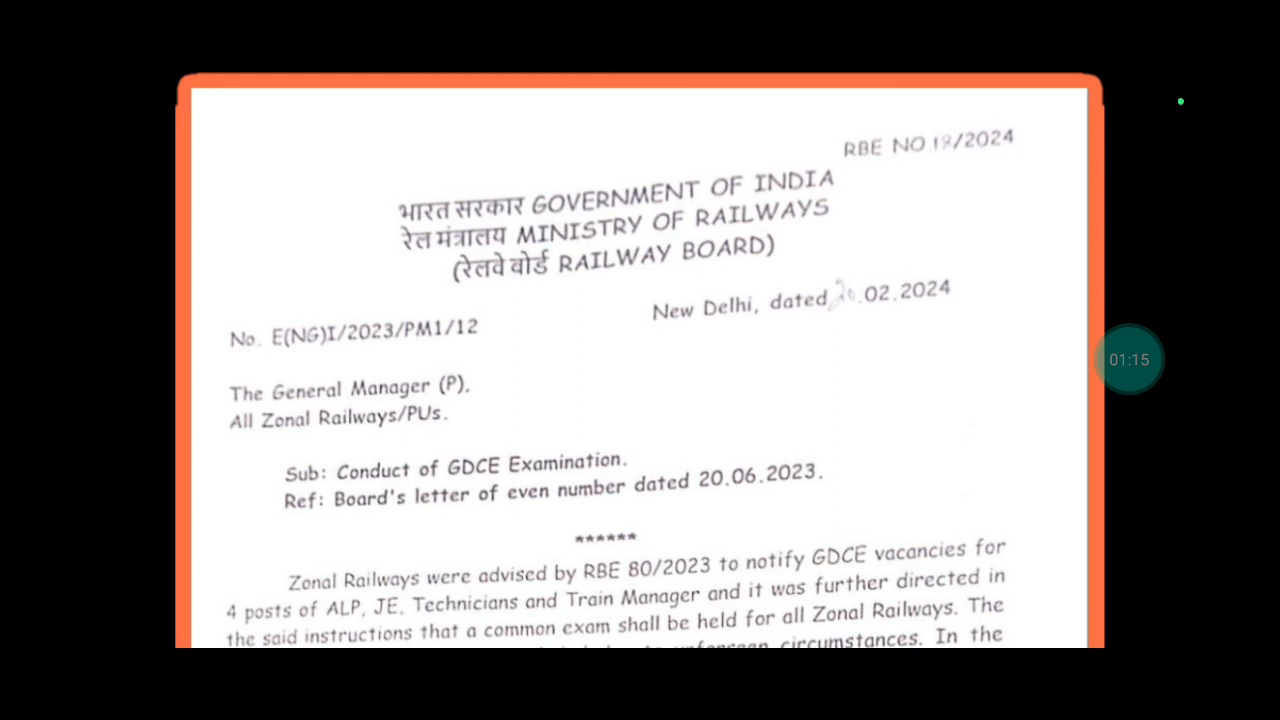 RBE NO.19/2024
भारत सरकार GOVERNMENT OF INDIA
रेल मंत्रालय MINISTRY OF RAILWAYS
(रेलवे बोर्ड RAILWAY BOARD)
New Delhi, dated .02.2024
No. E(NG)I/2023/PM1/12
The General Manager (P),
All Zonal Railways/PUs.
Sub: Conduct of GDCE Examination.
Ref: Board's letter of even number dated 20.06.2023.
******
Zonal Railways were advised by RBE 80/2023 to notify GDCE vacancies for
4 posts of ALP, JE, Technicians and Train Manager and it was further directed in
the said instructions that a common exam shall be held for all Zonal Railways. The
unforeseen circumstances. In the
01:15